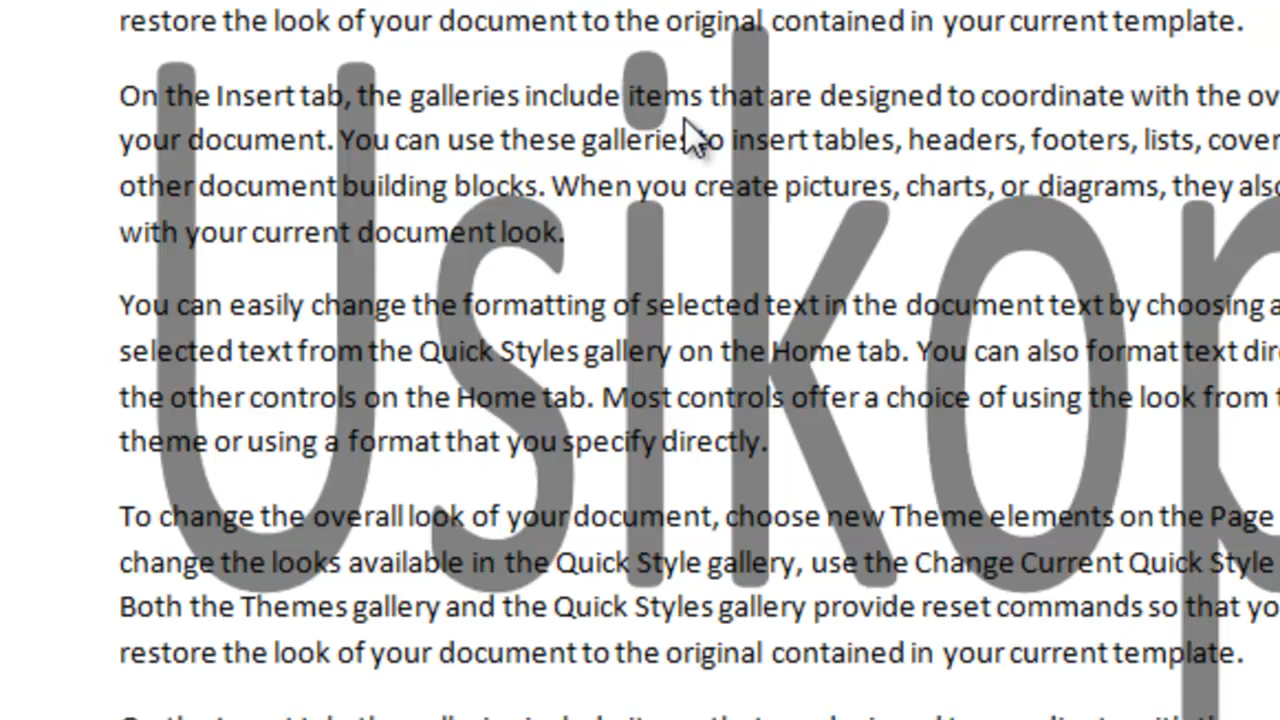 restore the look of your document to the original contained in your current template.
On the Insert tab, the galleries include items that are designed to coordinate with the ov
your document. You can use these galleries to insert tables, headers, footers, lists, cover
other document building blocks. When you create pictures, charts, or diagrams, they also
with your current document look.
You can easily change the formatting of selected text in the document text by choosing a
selected text from the Quick Styles gallery on the Home tab. You can also format text dire
the other controls on the Home tab. Most controls offer a choice of using the look from t
theme or using a format that you specify directly.
To change the overall look of your document, choose new Theme elements on the Page
change the looks available in the Quick Style gallery, use the Change Current Quick Style
Both the Themes gallery and the Quick Styles gallery provide reset commands so that yo
restore the look of your document to the original contained in your current template.
Usikop